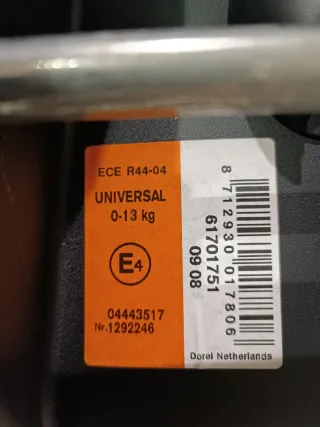 ECE R44-04
UNIVERSAL
0-13 kg
E4
04443517
Nr.1292246
61701751
09 08
8 712930 017806
Dorel Netherlands